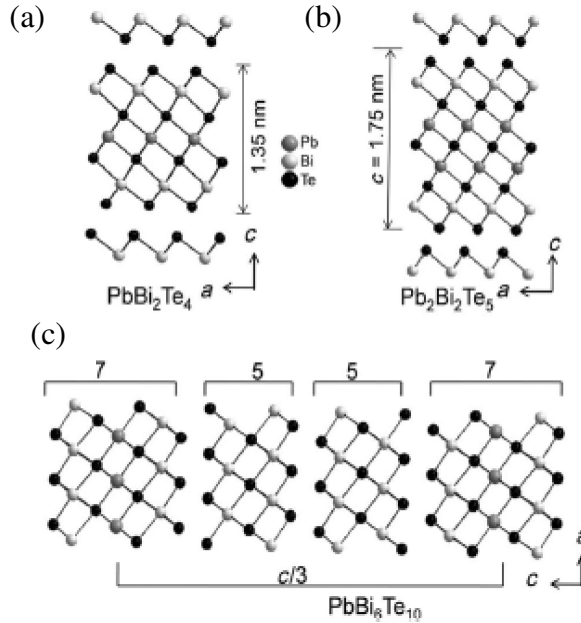 (a)
(b)
1.35 nm
Pb
Bi
Te
c = 1.75 nm
c
a
PbBi₂Te₄
c
a
Pb₂Bi₂Te₅
(c)
7
5
5
7
c/3
a
c
PbBi₆Te₁₀